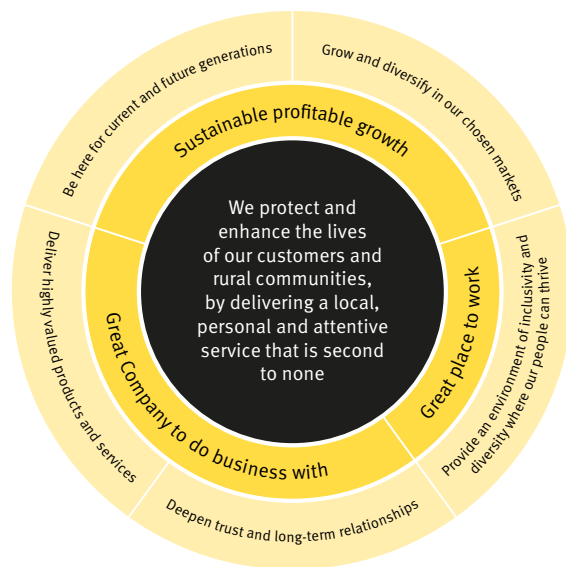 Be here for current and future generations
Grow and diversify in our chosen markets
Sustainable profitable growth
We protect and
enhance the lives
of our customers and
rural communities,
by delivering a local,
personal and attentive
service that is second
to none
Great place to work
Provide an environment of inclusivity and
diversity where our people can thrive
Great Company to do business with
Deliver highly valued products and services
Deepen trust and long-term relationships